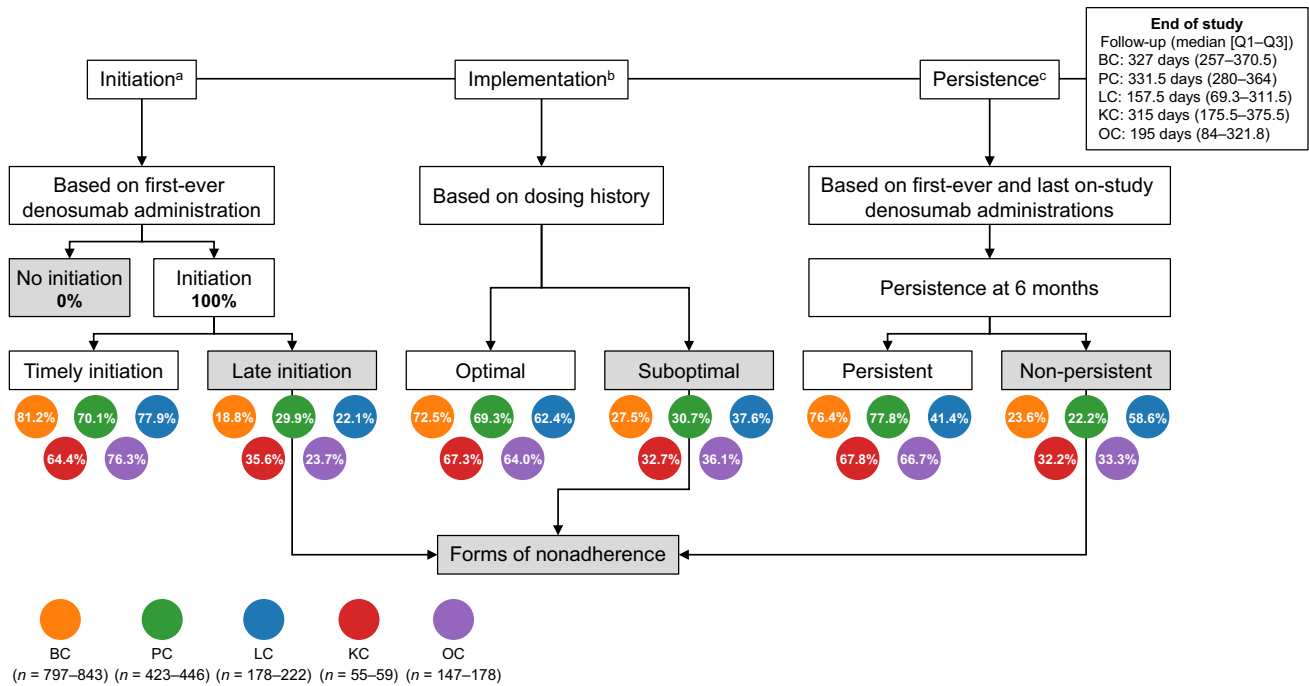 End of study
Follow-up (median [Q1–Q3])
BC: 327 days (257–370.5)
PC: 331.5 days (280–364)
LC: 157.5 days (69.3–311.5)
KC: 315 days (175.5–375.5)
OC: 195 days (84–321.8)
Initiationᵃ
Implementationᵇ
Persistenceᶜ
Based on first-ever
denosumab administration
Based on dosing history
Based on first-ever and last on-study
denosumab administrations
No initiation
0%
Initiation
100%
Persistence at 6 months
Timely initiation
Late initiation
Optimal
Suboptimal
Persistent
Non-persistent
81.2% 70.1% 77.9%
64.4% 76.3%
18.8% 29.9% 22.1%
35.6% 23.7%
72.5% 69.3% 62.4%
67.3% 64.0%
27.5% 30.7% 37.6%
32.7% 36.1%
76.4% 77.8% 41.4%
67.8% 66.7%
23.6% 22.2% 58.6%
32.2% 33.3%
Forms of nonadherence
BC
(n = 797–843)
PC
(n = 423–446)
LC
(n = 178–222)
KC
(n = 55–59)
OC
(n = 147–178)